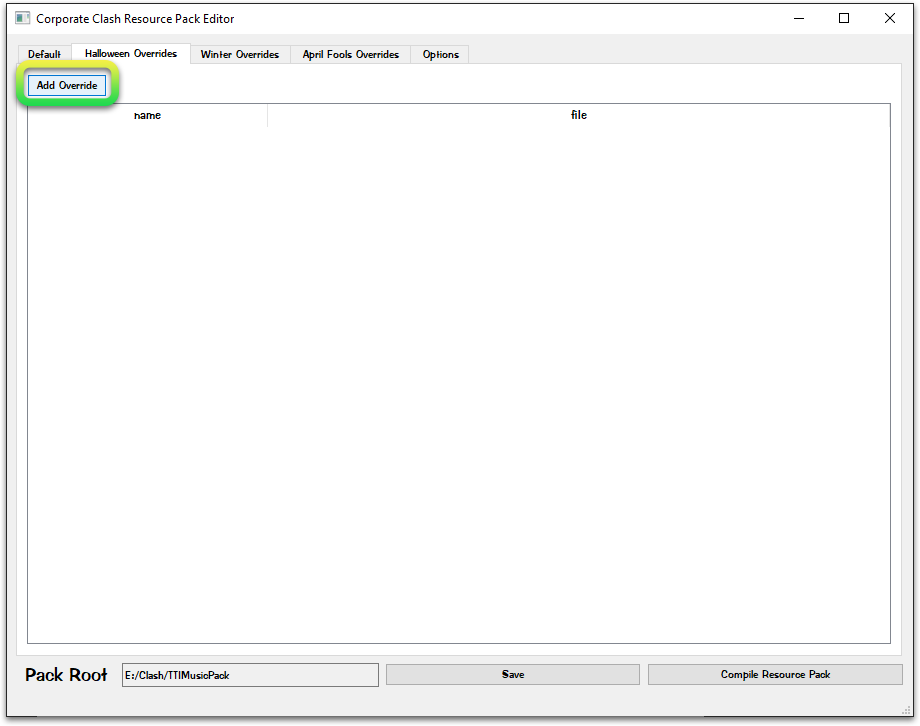 Corporate Clash Resource Pack Editor
Default Halloween Overrides Winter Overrides April Fools Overrides Options
Add Override
name file
Pack Root E:/Clash/TTIMusicPack Save Compile Resource Pack